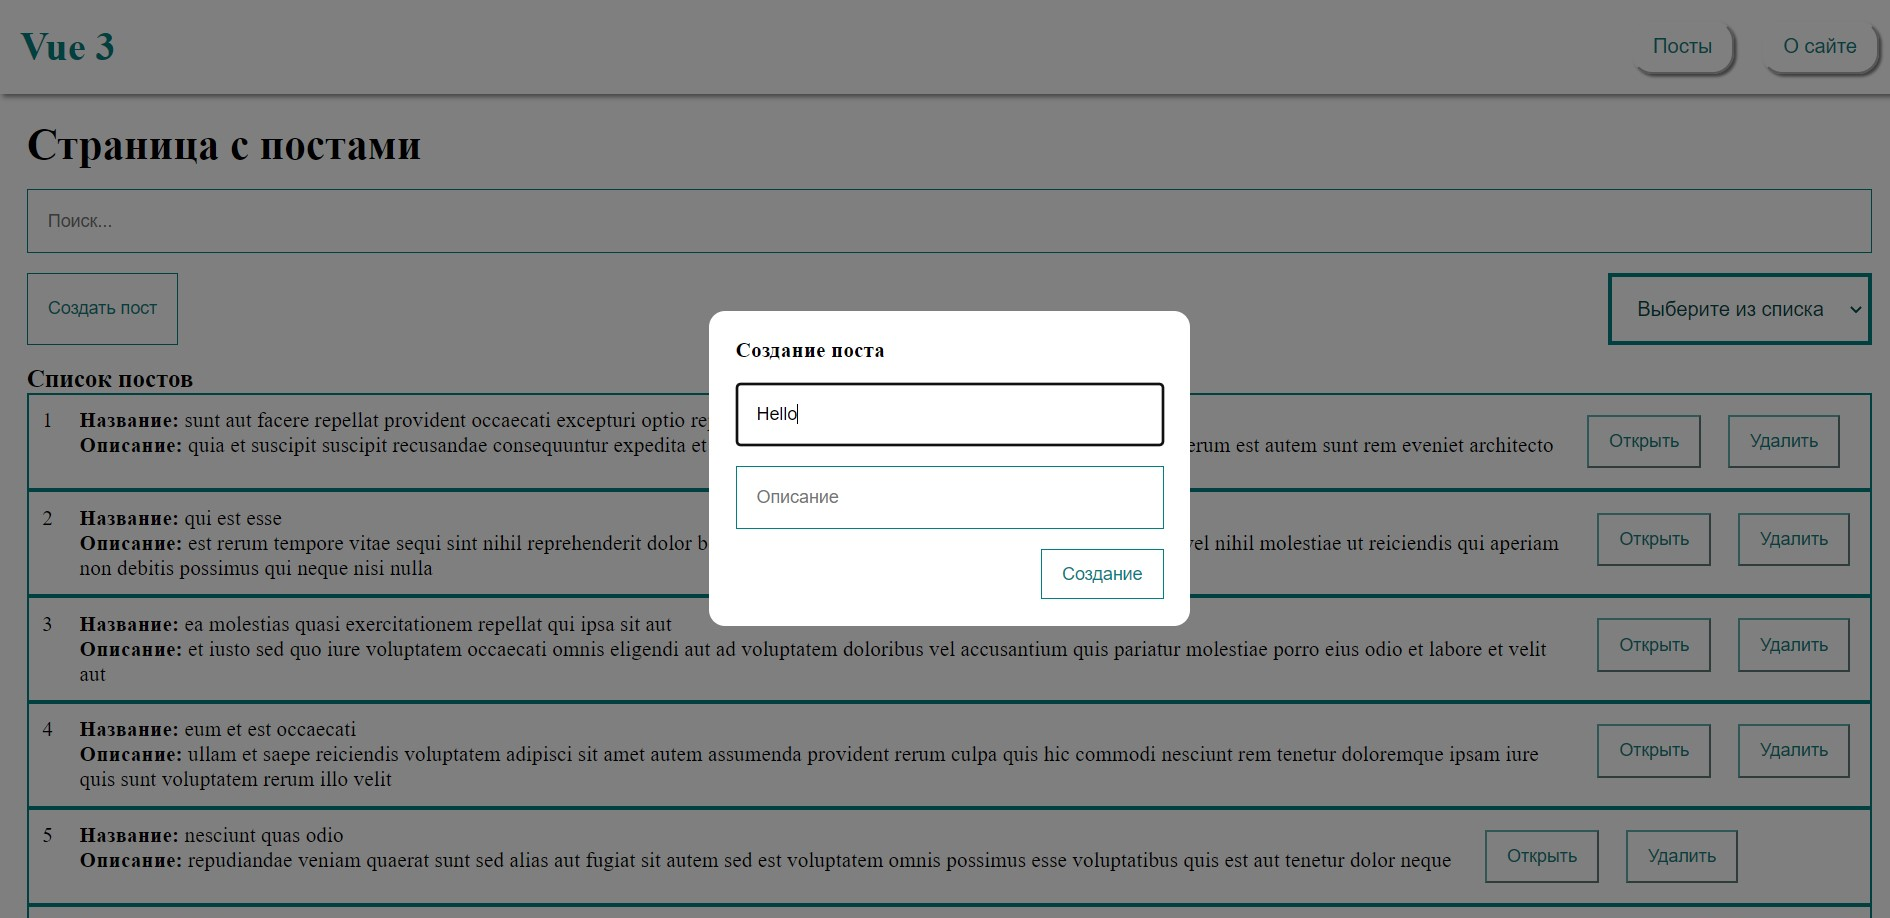 Vue 3
Посты
О сайте
Страница с постами
Поиск...
Создать пост
Выберите из списка
Создание поста
Hello
Описание
Создание
Список постов
1 Название: sunt aut facere repellat provident occaecati excepturi optio
Описание: quia et suscipit suscipit recusandae consequuntur expedita et erum est autem sunt rem eveniet architecto
Открыть
Удалить
2 Название: qui est esse
Описание: est rerum tempore vitae sequi sint nihil reprehenderit dolor b vel nihil molestiae ut reiciendis qui aperiam
non debitis possimus qui neque nisi nulla
Открыть
Удалить
3 Название: ea molestias quasi exercitationem repellat qui ipsa sit aut
Описание: et iusto sed quo iure voluptatem occaecati omnis eligendi aut ad voluptatem doloribus vel accusantium quis pariatur molestiae porro eius odio et labore et velit
aut
Открыть
Удалить
4 Название: eum et est occaecati
Описание: ullam et saepe reiciendis voluptatem adipisci sit amet autem assumenda provident rerum culpa quis hic commodi nesciunt rem tenetur doloremque ipsam iure
quis sunt voluptatem rerum illo velit
Открыть
Удалить
5 Название: nesciunt quas odio
Описание: repudiandae veniam quaerat sunt sed alias aut fugiat sit autem sed est voluptatem omnis possimus esse voluptatibus quis est aut tenetur dolor neque
Открыть
Удалить